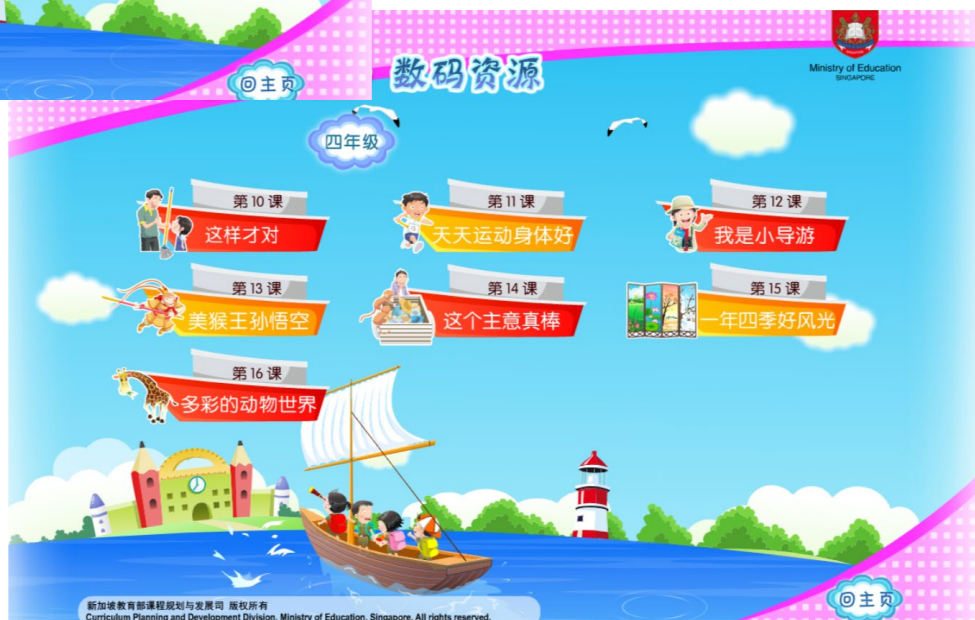 回主页
数码资源
Ministry of Education
SINGAPORE
四年级
第 10 课
这样才对
第 11 课
天天运动身体好
第 12 课
我是小导游
第 13 课
美猴王孙悟空
第 14 课
这个主意真棒
第 15 课
一年四季好风光
第 16 课
多彩的动物世界
回主页
新加坡教育部课程规划与发展司 版权所有
Curriculum Planning and Development Division, Ministry of Education, Singapore. All rights reserved.